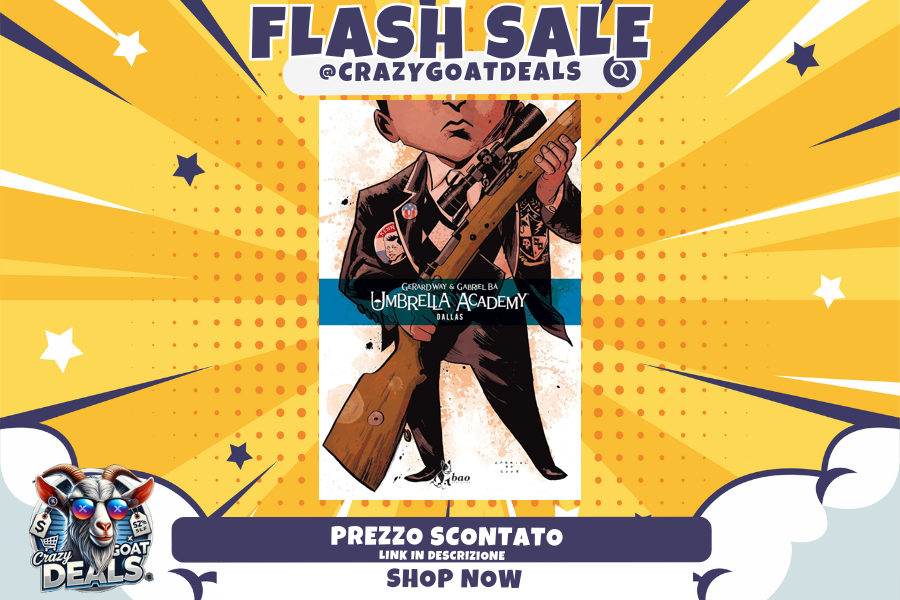 FLASH SALE
@CRAZYGOATDEALS
GERARD WAY & GABRIEL BA
UMBRELLA ACADEMY
DALLAS
bao
PREZZO SCONTATO
LINK IN DESCRIZIONE
SHOP NOW
$
52%
Crazy
GOAT
DEALS